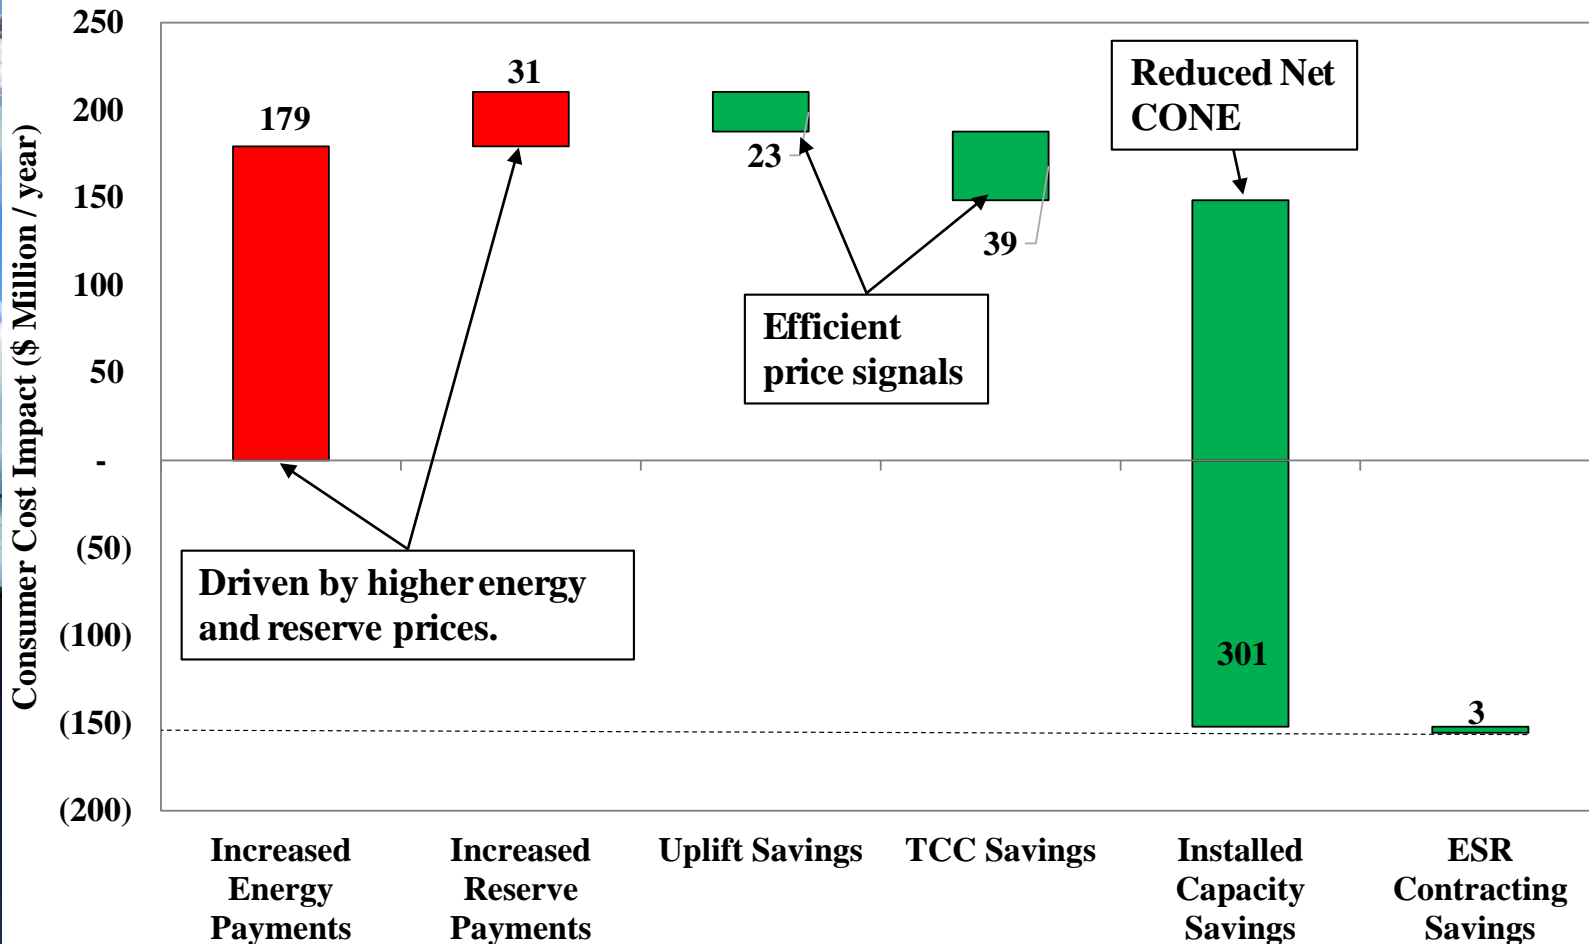 Consumer Cost Impact ($ Million / year)
250
200
150
100
50
-
(50)
(100)
(150)
(200)
179
31
23
39
301
3
Reduced Net
CONE
Efficient
price signals
Driven by higher energy
and reserve prices.
Increased
Energy
Payments
Increased
Reserve
Payments
Uplift Savings
TCC Savings
Installed
Capacity
Savings
ESR
Contracting
Savings